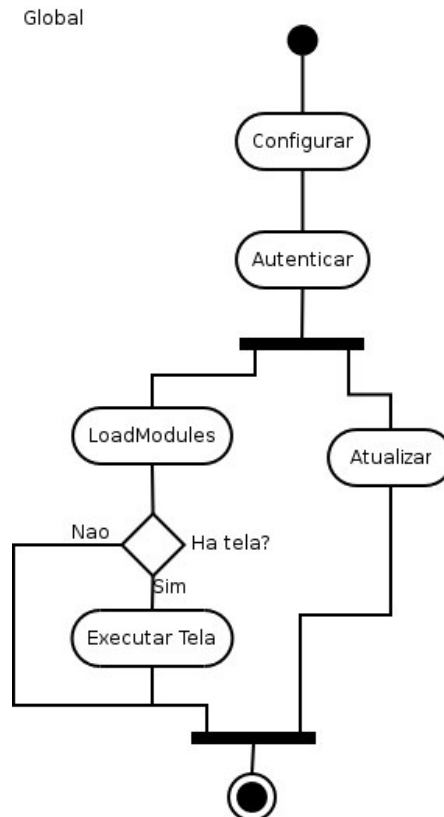 Global
Configurar
Autenticar
LoadModules
Atualizar
Nao
Ha tela?
Sim
Executar Tela